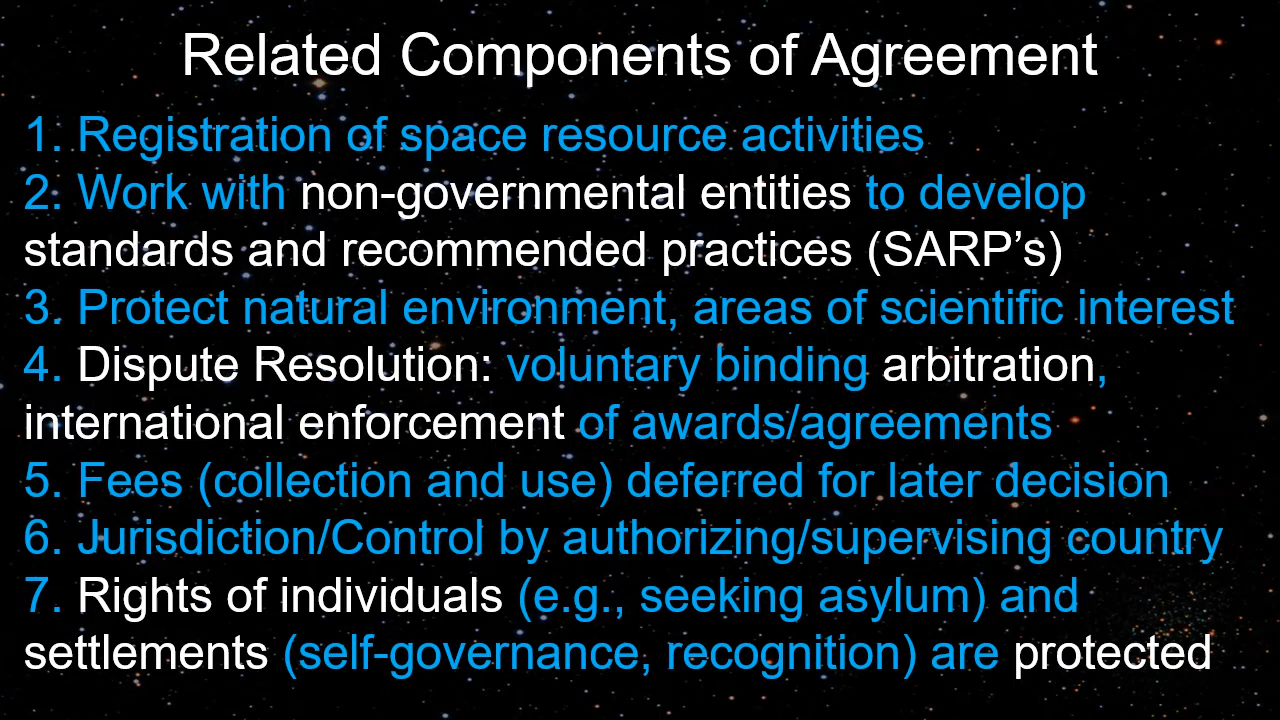 Related Components of Agreement
1. Registration of space resource activities
2. Work with non-governmental entities to develop
standards and recommended practices (SARP’s)
3. Protect natural environment, areas of scientific interest
4. Dispute Resolution: voluntary binding arbitration,
international enforcement of awards/agreements
5. Fees (collection and use) deferred for later decision
6. Jurisdiction/Control by authorizing/supervising country
7. Rights of individuals (e.g., seeking asylum) and
settlements (self-governance, recognition) are protected